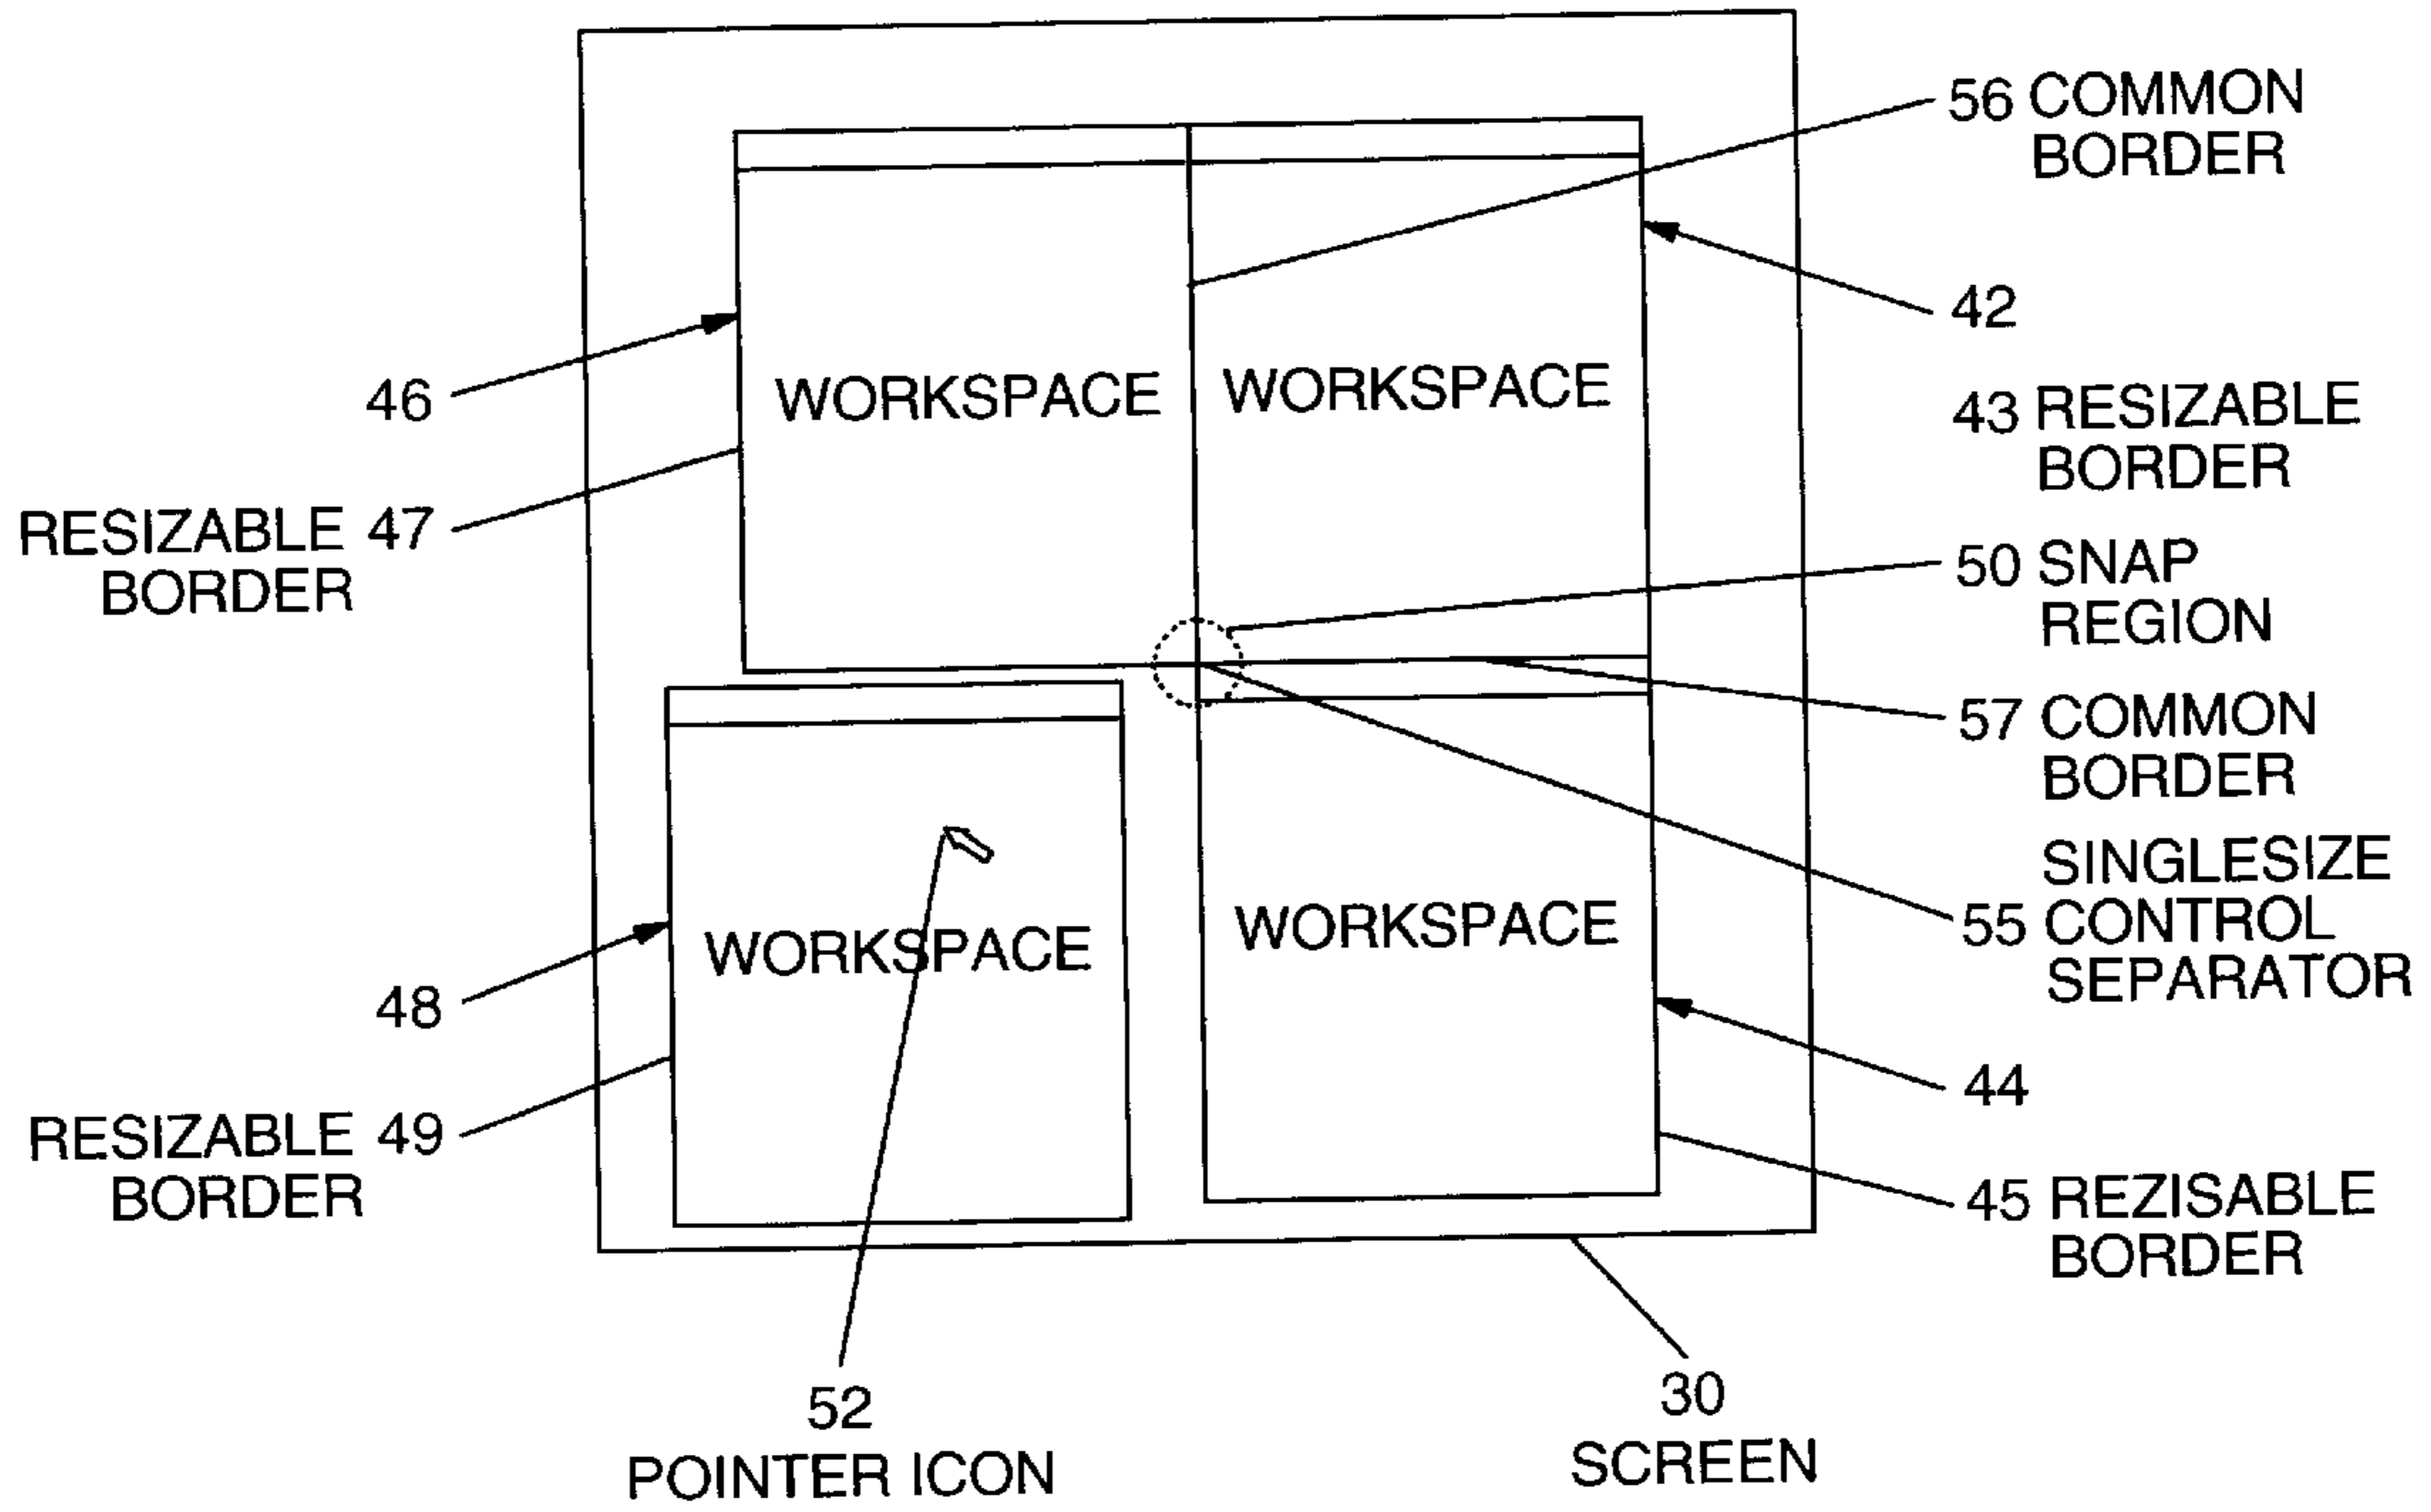 56 COMMON
BORDER
42
WORKSPACE
WORKSPACE
46
43 RESIZABLE
BORDER
RESIZABLE 47
BORDER
50 SNAP
REGION
57 COMMON
BORDER
SINGLESIZE
55 CONTROL
SEPARATOR
WORKSPACE
WORKSPACE
48
44
RESIZABLE 49
BORDER
45 REZISABLE
BORDER
52
POINTER ICON
30
SCREEN